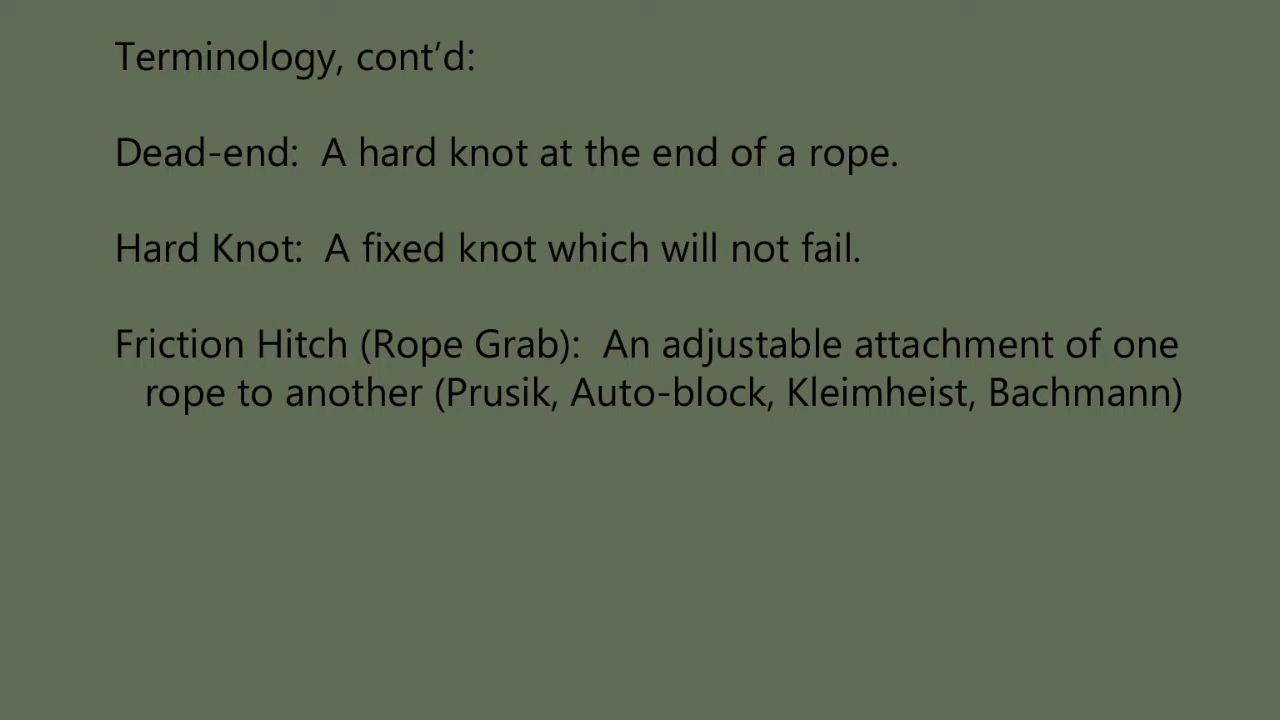 Terminology, cont’d:
Dead-end:  A hard knot at the end of a rope.
Hard Knot:  A fixed knot which will not fail.
Friction Hitch (Rope Grab):  An adjustable attachment of one
rope to another (Prusik, Auto-block, Kleimheist, Bachmann)